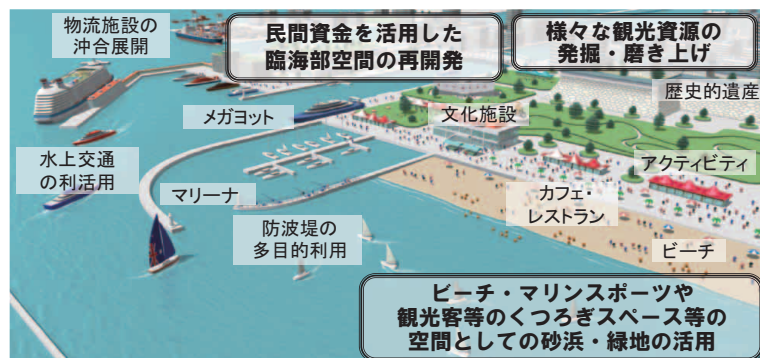 物流施設の
沖合展開
民間資金を活用した
臨海部空間の再開発
様々な観光資源の
発掘・磨き上げ
歴史的遺産
メガヨット
文化施設
水上交通
の利活用
マリーナ
アクティビティ
カフェ・
レストラン
防波堤の
多目的利用
ビーチ
ビーチ・マリンスポーツや
観光客等のくつろぎスペース等の
空間としての砂浜・緑地の活用